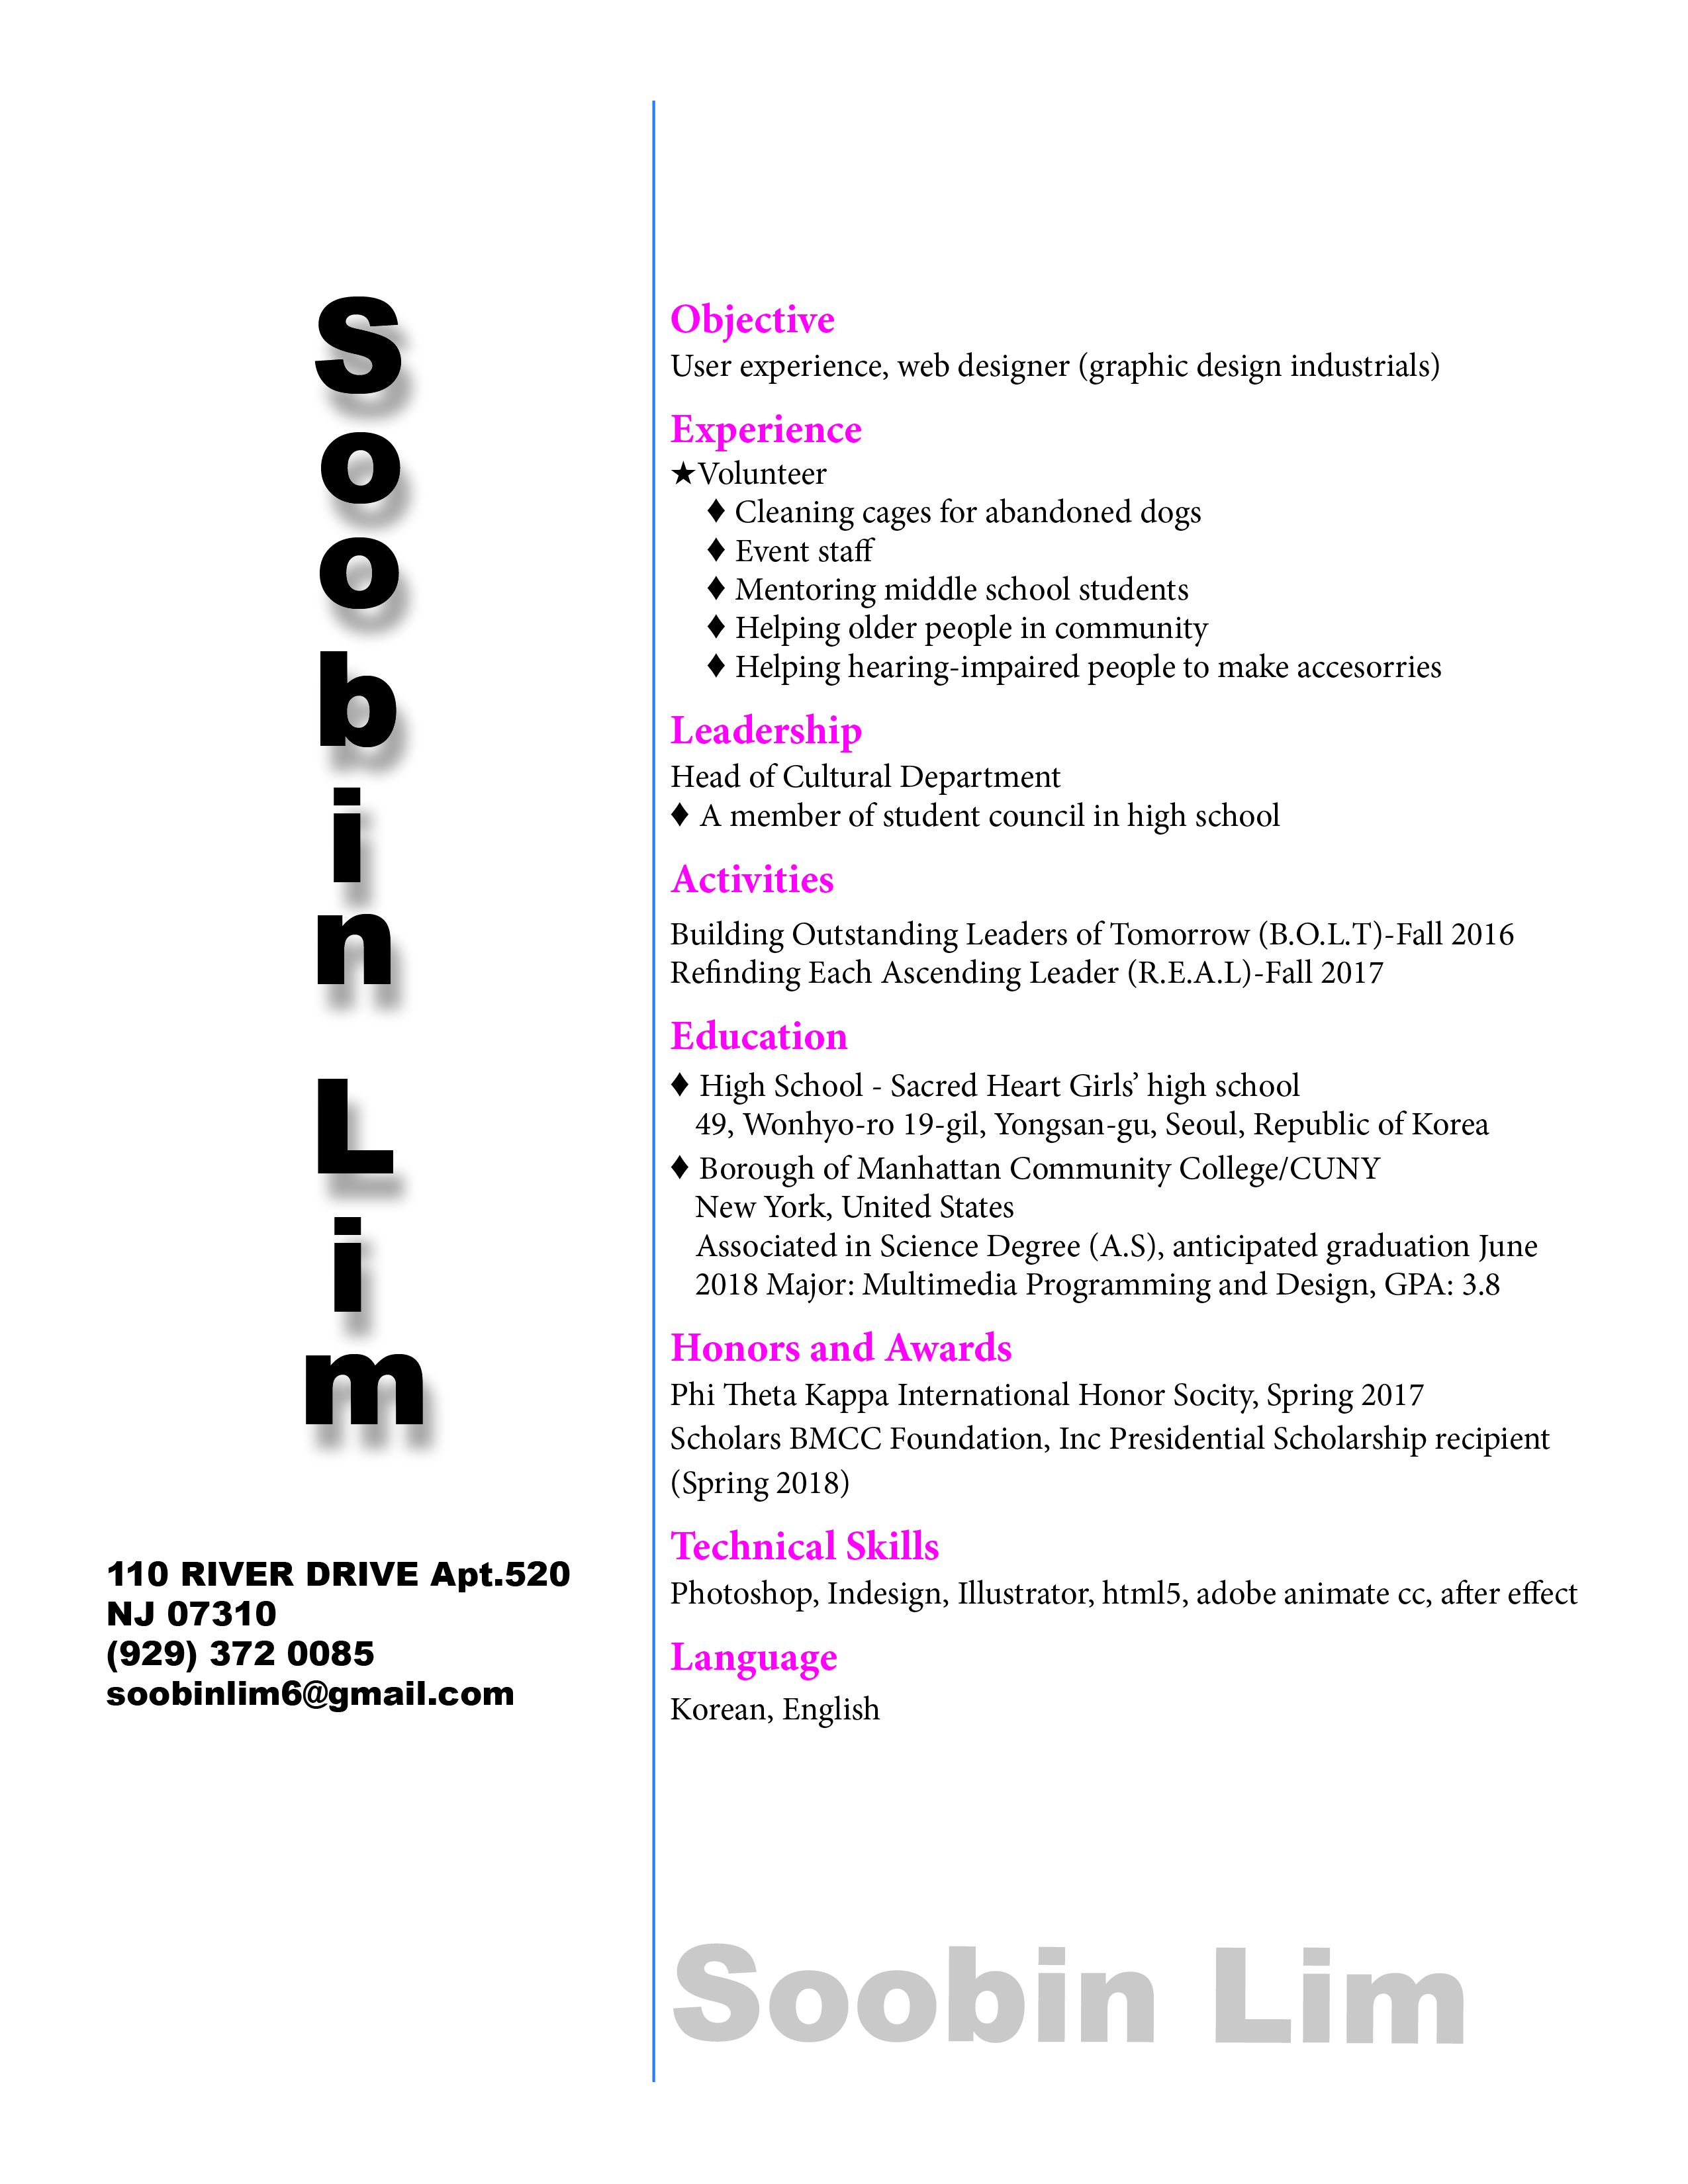 Soobin Lim
110 RIVER DRIVE Apt.520
NJ 07310
(929) 372 0085
soobinlim6@gmail.com
Objective
User experience, web designer (graphic design industrials)
Experience
★Volunteer
♦ Cleaning cages for abandoned dogs
♦ Event staff
♦ Mentoring middle school students
♦ Helping older people in community
♦ Helping hearing-impaired people to make accesorries
Leadership
Head of Cultural Department
♦ A member of student council in high school
Activities
Building Outstanding Leaders of Tomorrow (B.O.L.T)-Fall 2016
Refinding Each Ascending Leader (R.E.A.L)-Fall 2017
Education
♦ High School - Sacred Heart Girls’ high school
49, Wonhyo-ro 19-gil, Yongsan-gu, Seoul, Republic of Korea
♦ Borough of Manhattan Community College/CUNY
New York, United States
Associated in Science Degree (A.S), anticipated graduation June
2018 Major: Multimedia Programming and Design, GPA: 3.8
Honors and Awards
Phi Theta Kappa International Honor Socity, Spring 2017
Scholars BMCC Foundation, Inc Presidential Scholarship recipient
(Spring 2018)
Technical Skills
Photoshop, Indesign, Illustrator, html5, adobe animate cc, after effect
Language
Korean, English
Soobin Lim